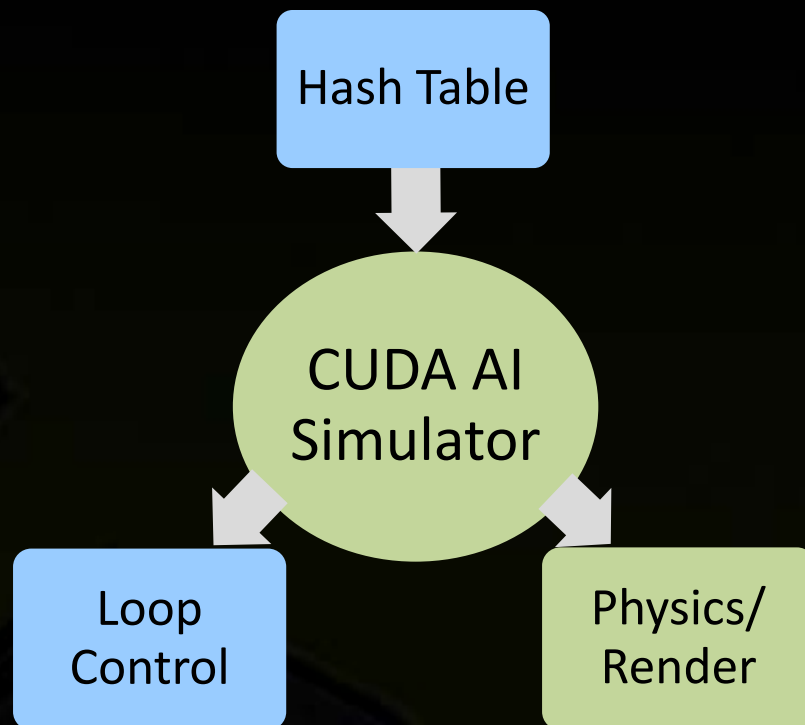 Hash Table
CUDA AI
Simulator
Loop
Control
Physics/
Render